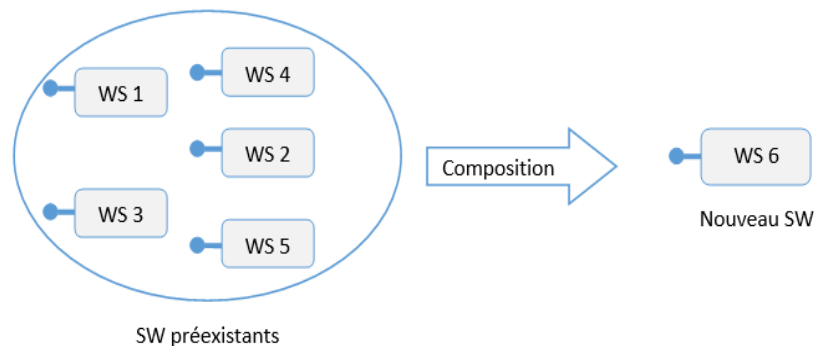 WS 4
WS 1
WS 2
Composition
WS 6
WS 3
Nouveau SW
WS 5
SW préexistants